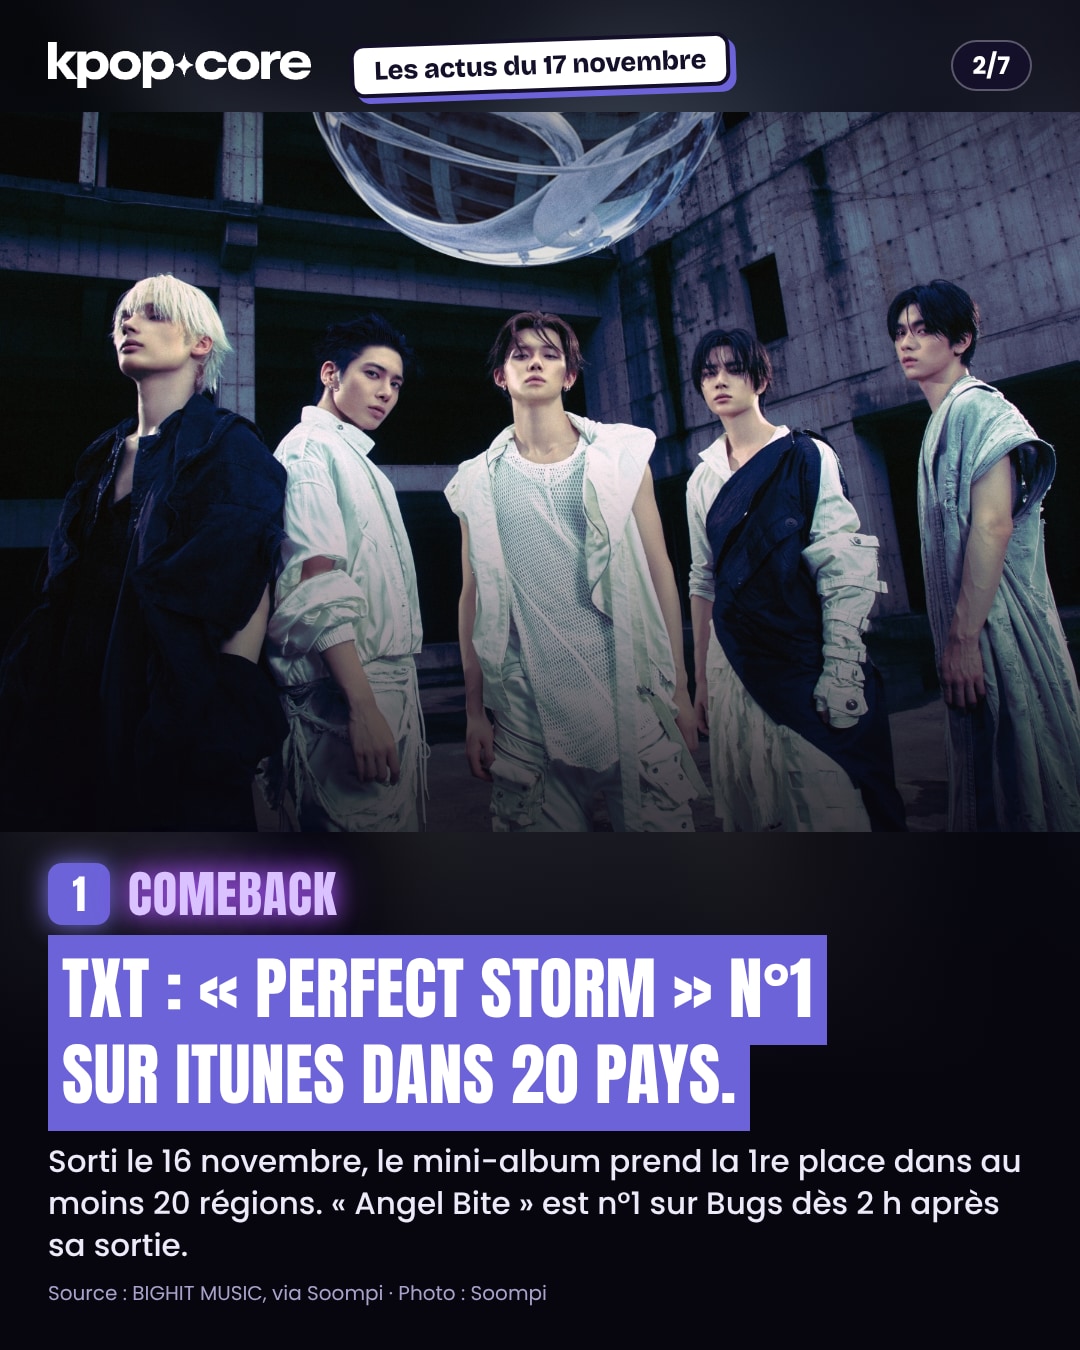 kpop✦core
Les actus du 17 novembre
2/7
1 COMEBACK
TXT : « PERFECT STORM » N°1
SUR ITUNES DANS 20 PAYS.
Sorti le 16 novembre, le mini-album prend la 1re place dans au
moins 20 régions. « Angel Bite » est n°1 sur Bugs dès 2 h après
sa sortie.
Source : BIGHIT MUSIC, via Soompi · Photo : Soompi